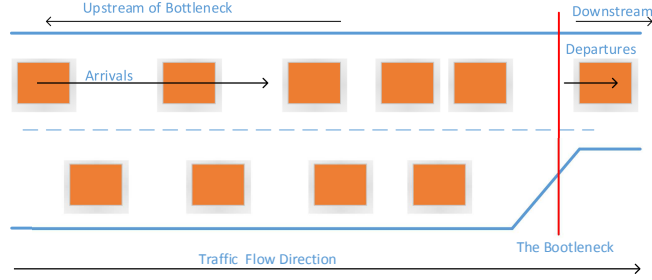 Upstream of Bottleneck
Downstream
Departures
Arrivals
The Bootleneck
Traffic Flow Direction